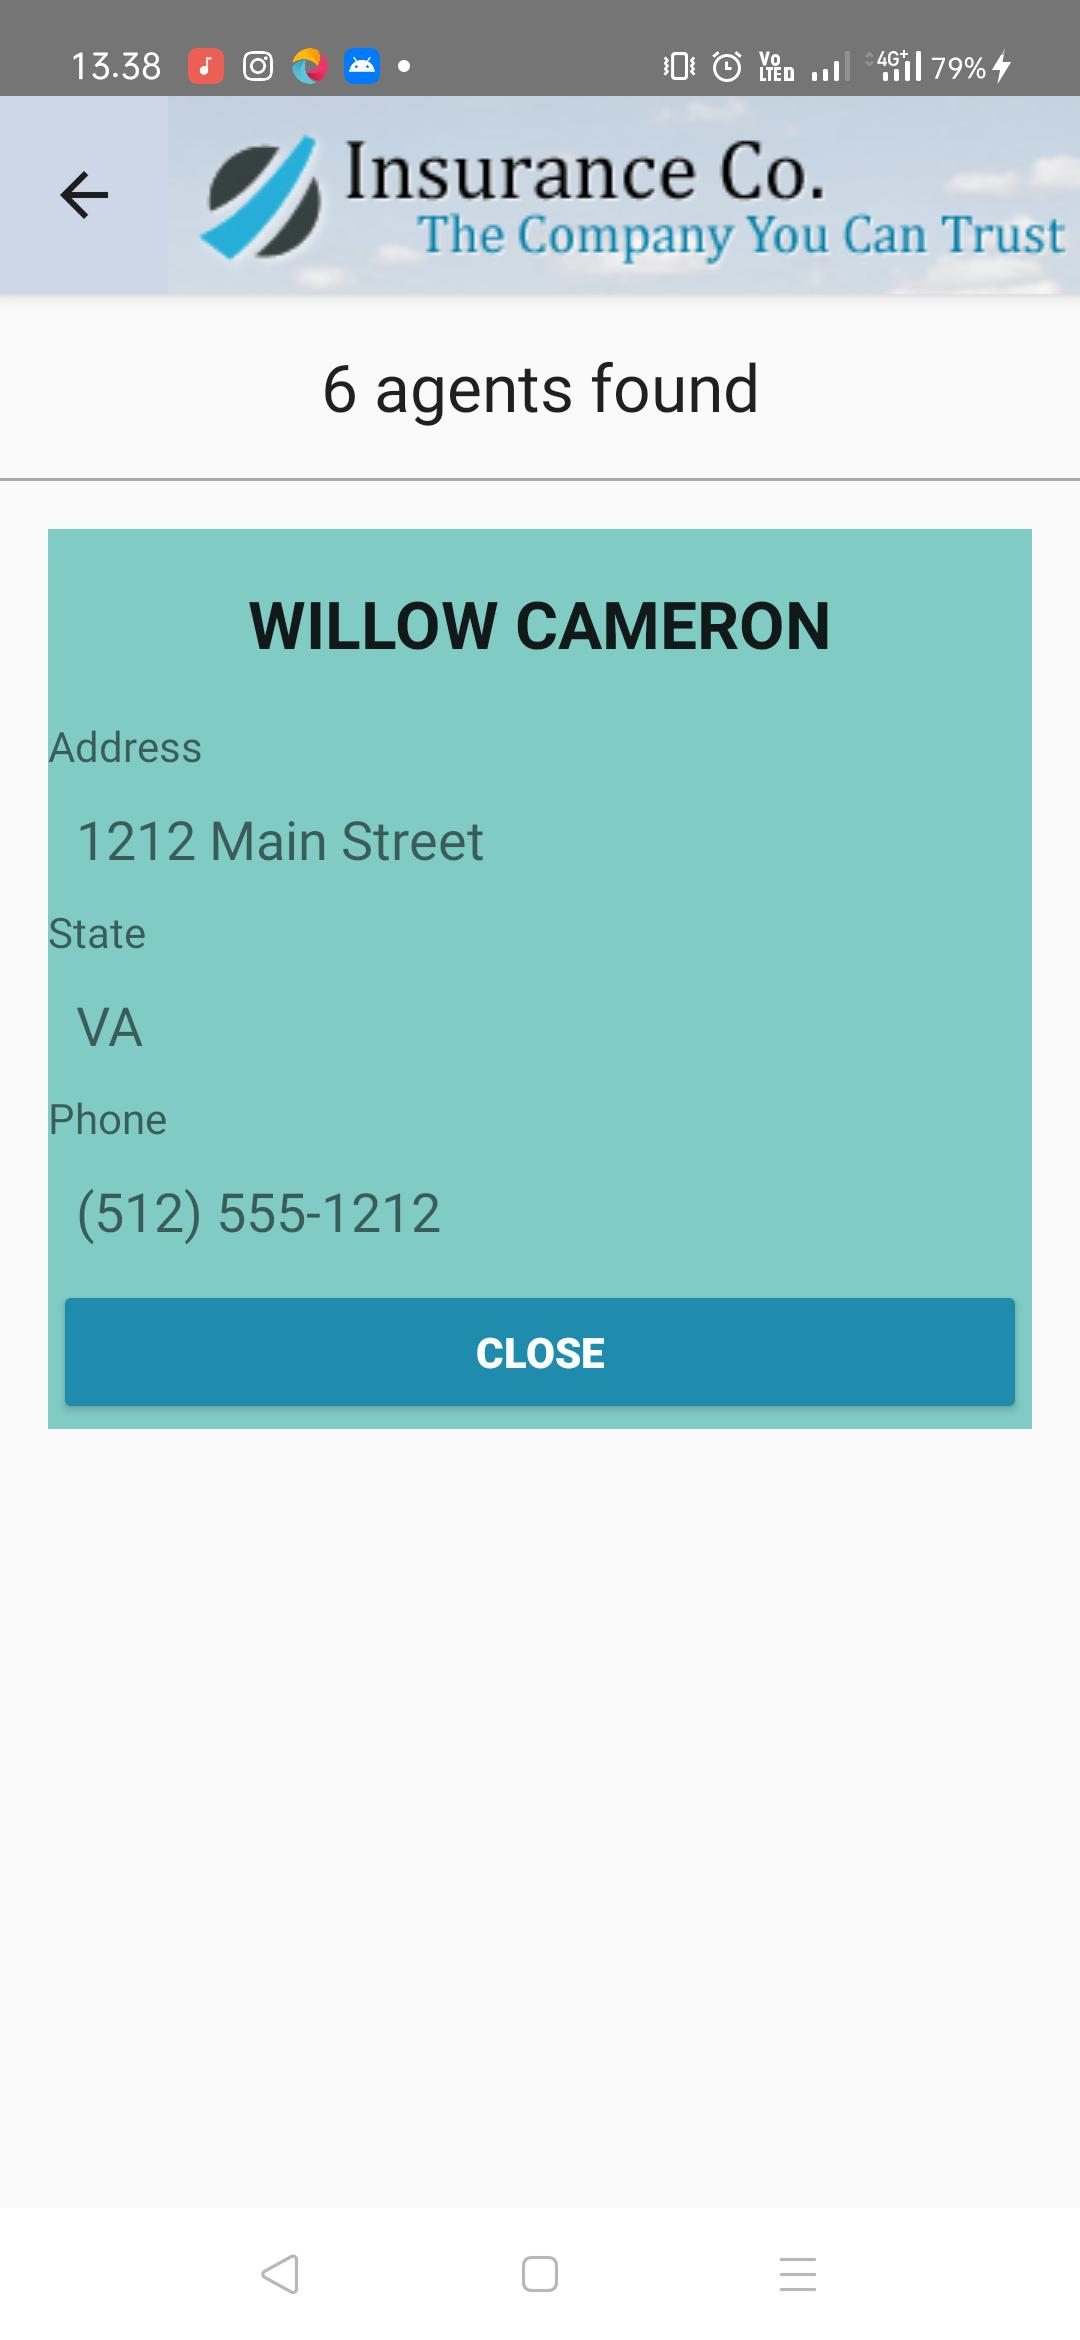 13.38 Vo LTED 4G+ 79%
Insurance Co.
The Company You Can Trust
6 agents found
WILLOW CAMERON
Address
1212 Main Street
State
VA
Phone
(512) 555-1212
CLOSE